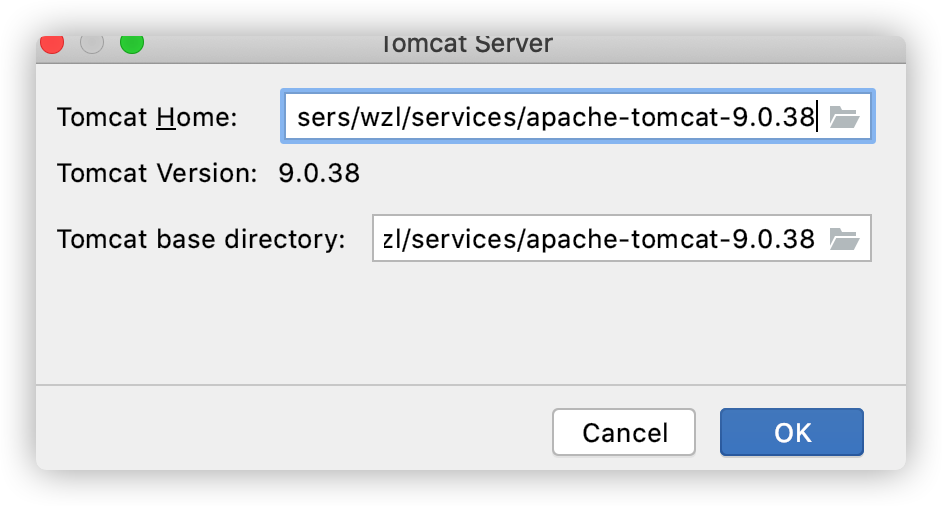 Tomcat Server
Tomcat Home: sers/wzl/services/apache-tomcat-9.0.38
Tomcat Version: 9.0.38
Tomcat base directory: zl/services/apache-tomcat-9.0.38
Cancel OK